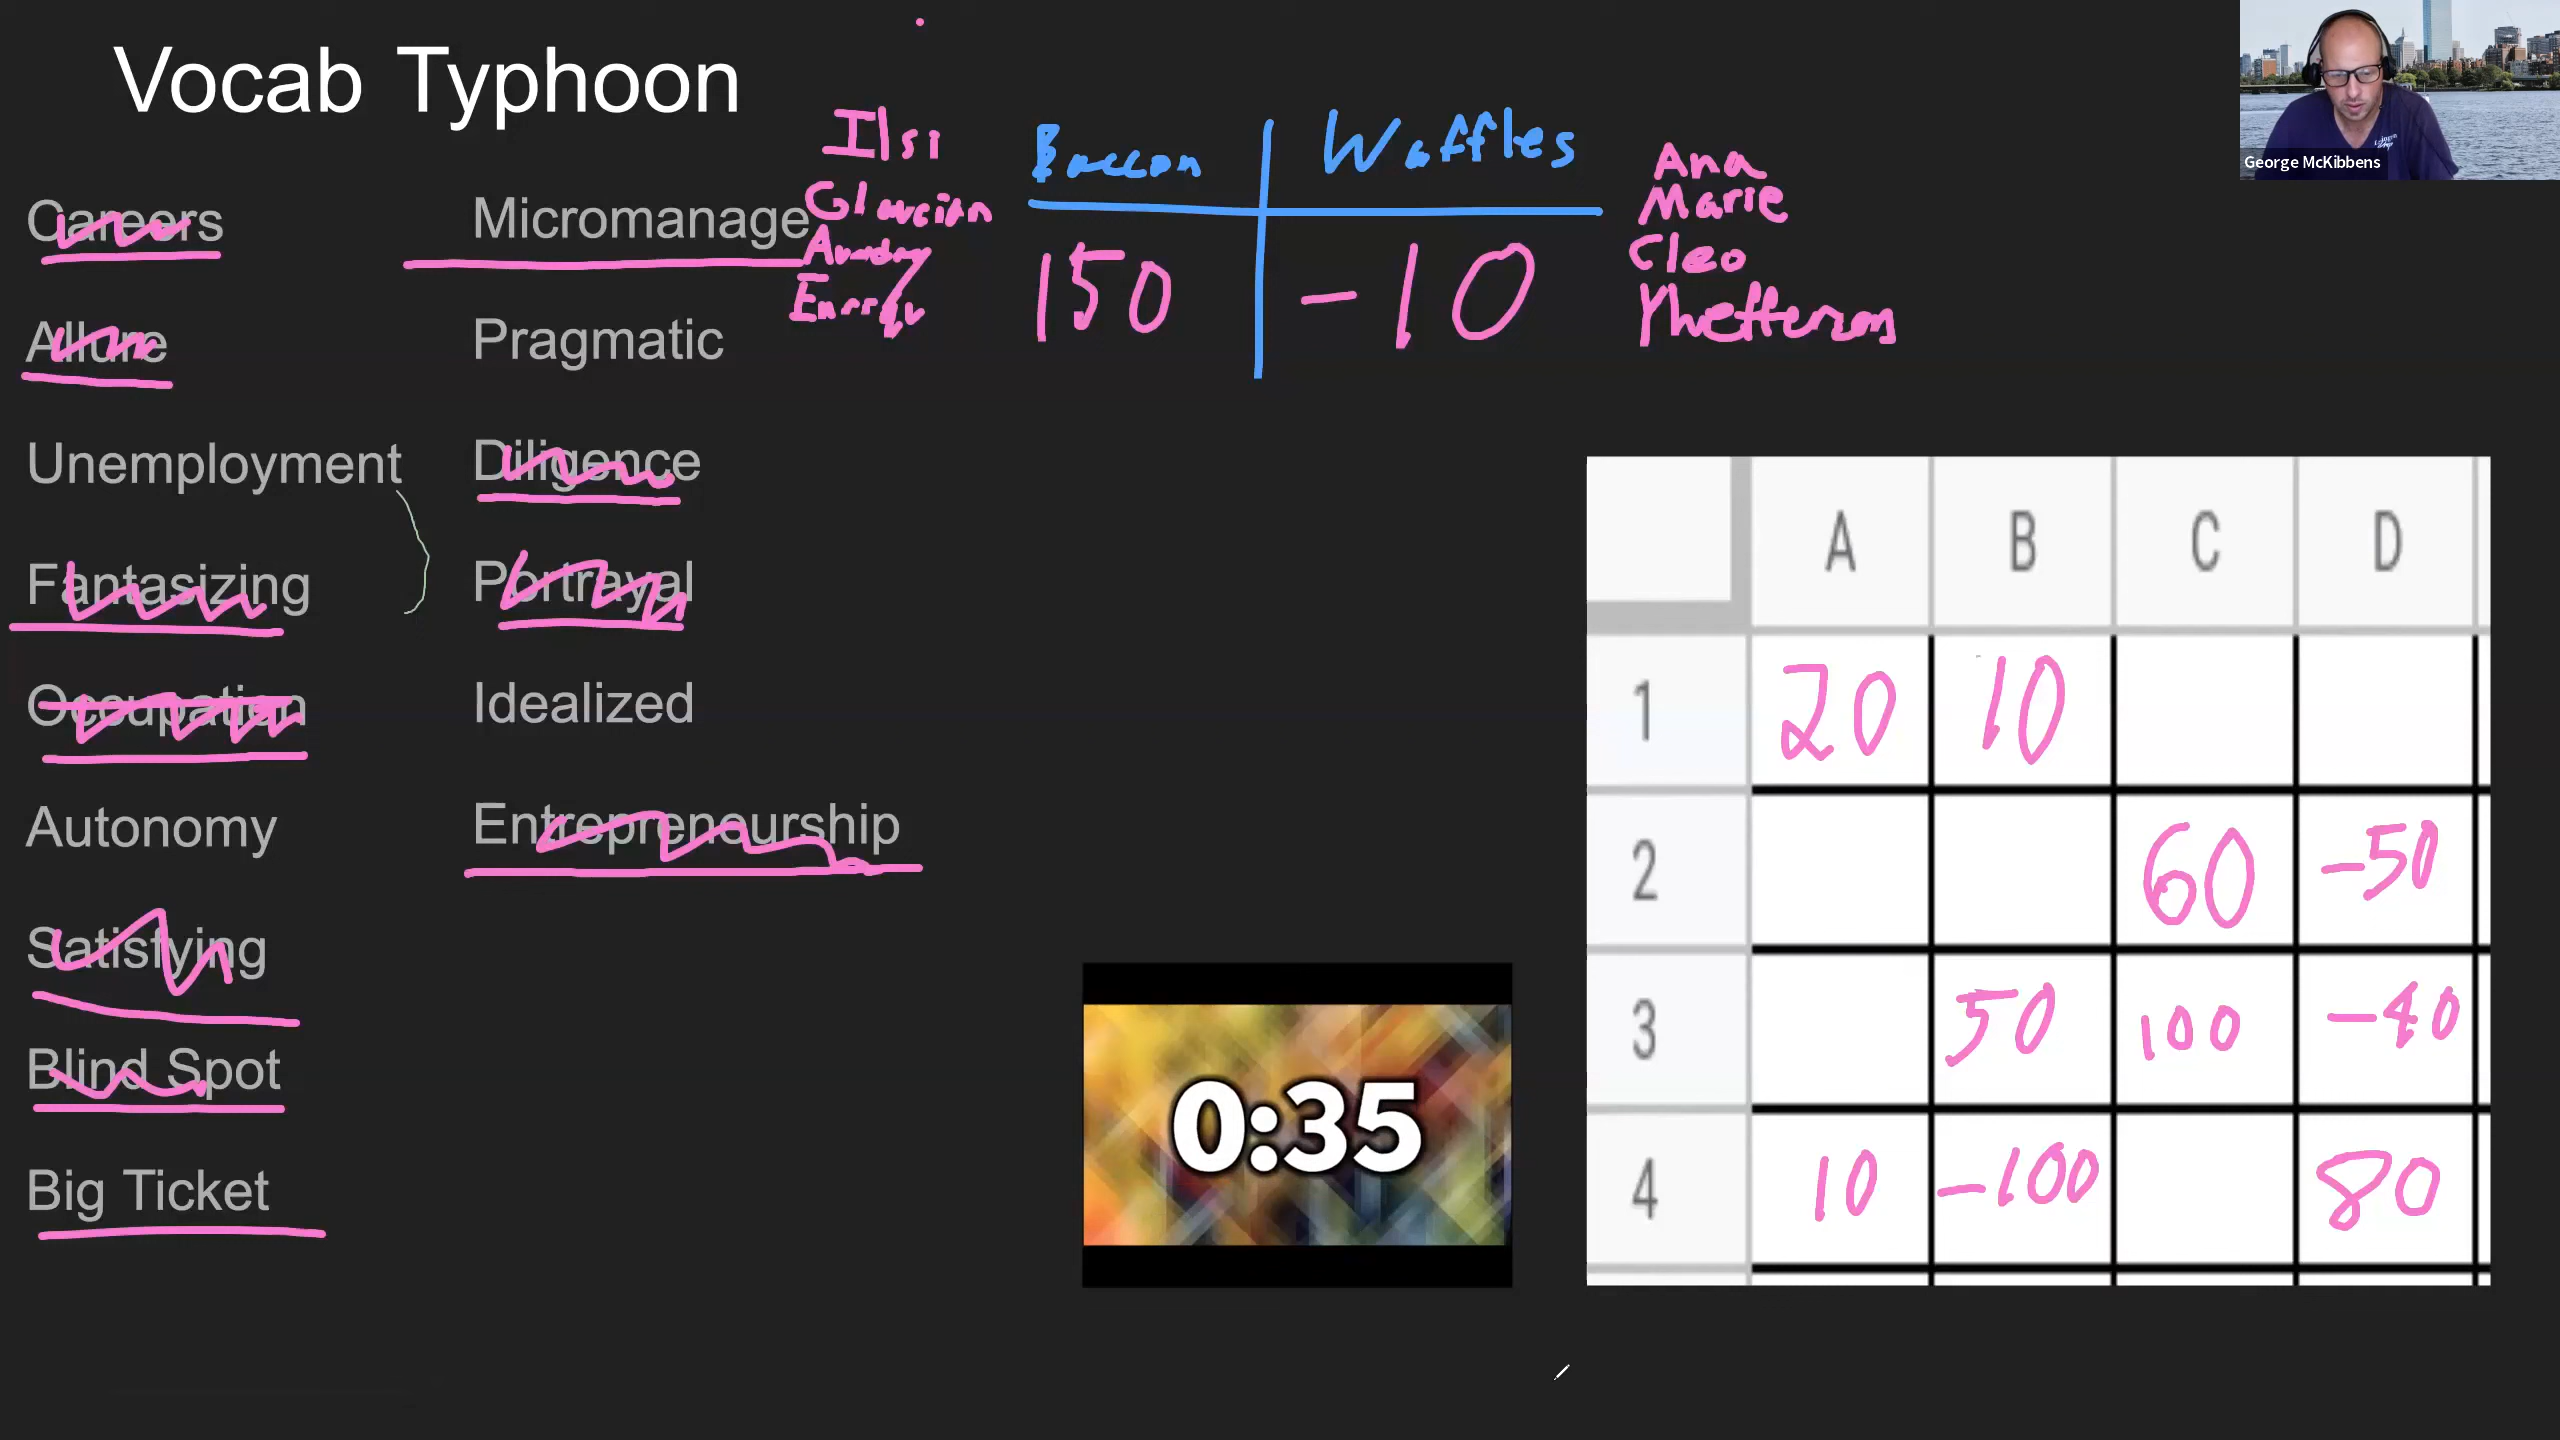 Vocab Typhoon
George McKibbens
Careers
Allure
Unemployment
Fantasizing
Occupation
Autonomy
Satisfying
Blind Spot
Big Ticket
Micromanage
Pragmatic
Diligence
Portrayal
Idealized
Entrepreneurship
Ilsi
Bacon Waffles
150 -10
Ana
Marie
Cleo
0:35
A B C D
1 20 10
2 60 -50
3 50 100 -40
4 10 -100 80